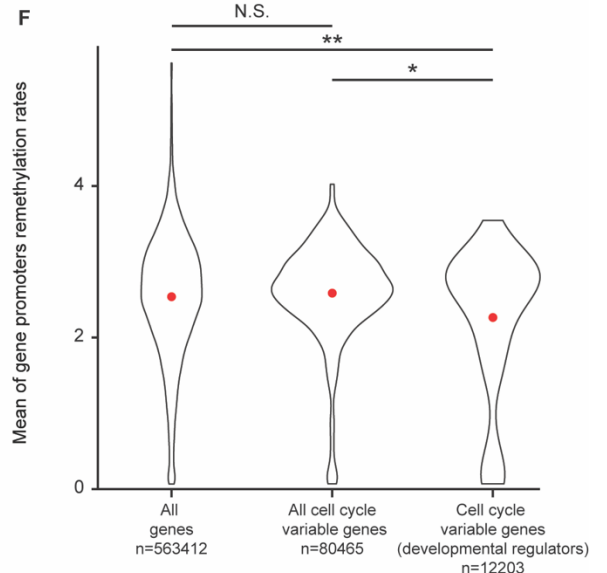 F
N.S.
**
*
Mean of gene promoters remethylation rates
4
2
0
All
genes
n=563412
All cell cycle
variable genes
n=80465
Cell cycle
variable genes
(developmental regulators)
n=12203